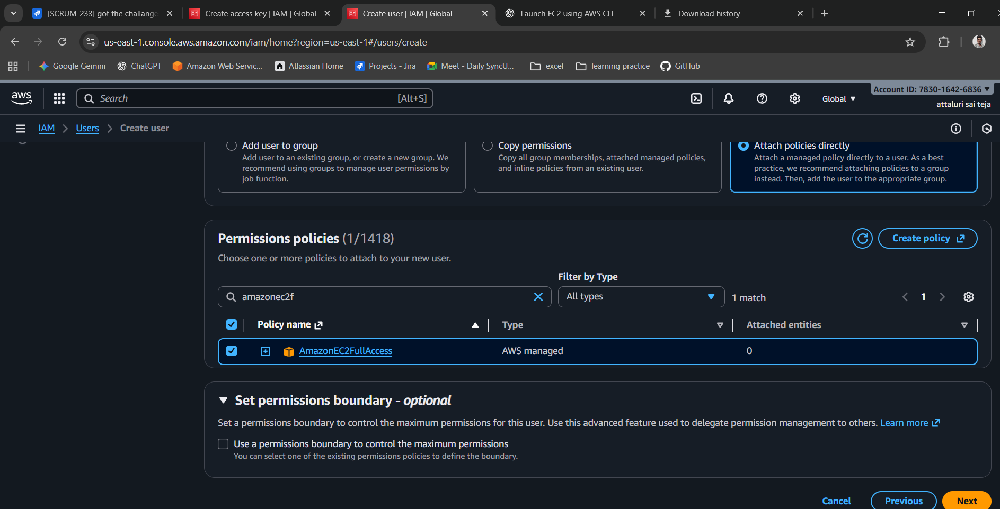 [SCRUM-233] got the challange
Create access key | IAM | Global
Create user | IAM | Global
Launch EC2 using AWS CLI
Download history
us-east-1.console.aws.amazon.com/iam/home?region=us-east-1#/users/create
Google Gemini
ChatGPT
Amazon Web Servic...
Atlassian Home
Projects - Jira
Meet - Daily SyncU...
excel
learning practice
GitHub
aws
Search
[Alt+S]
Global
Account ID: 7830-1642-6836
attaluri sai teja
IAM
Users
Create user
Add user to group
Add user to an existing group, or create a new group. We
recommend using groups to manage user permissions by
job function.
Copy permissions
Copy all group memberships, attached managed policies,
and inline policies from an existing user.
Attach policies directly
Attach a managed policy directly to a user. As a best
practice, we recommend attaching policies to a group
instead. Then, add the user to the appropriate group.
Permissions policies (1/1418)
Create policy
Choose one or more policies to attach to your new user.
Filter by Type
amazonec2f
All types
1 match
1
Policy name
Type
Attached entities
AmazonEC2FullAccess
AWS managed
0
Set permissions boundary - optional
Set a permissions boundary to control the maximum permissions for this user. Use this advanced feature used to delegate permission management to others. Learn more
Use a permissions boundary to control the maximum permissions
You can select one of the existing permissions policies to define the boundary.
Cancel
Previous
Next